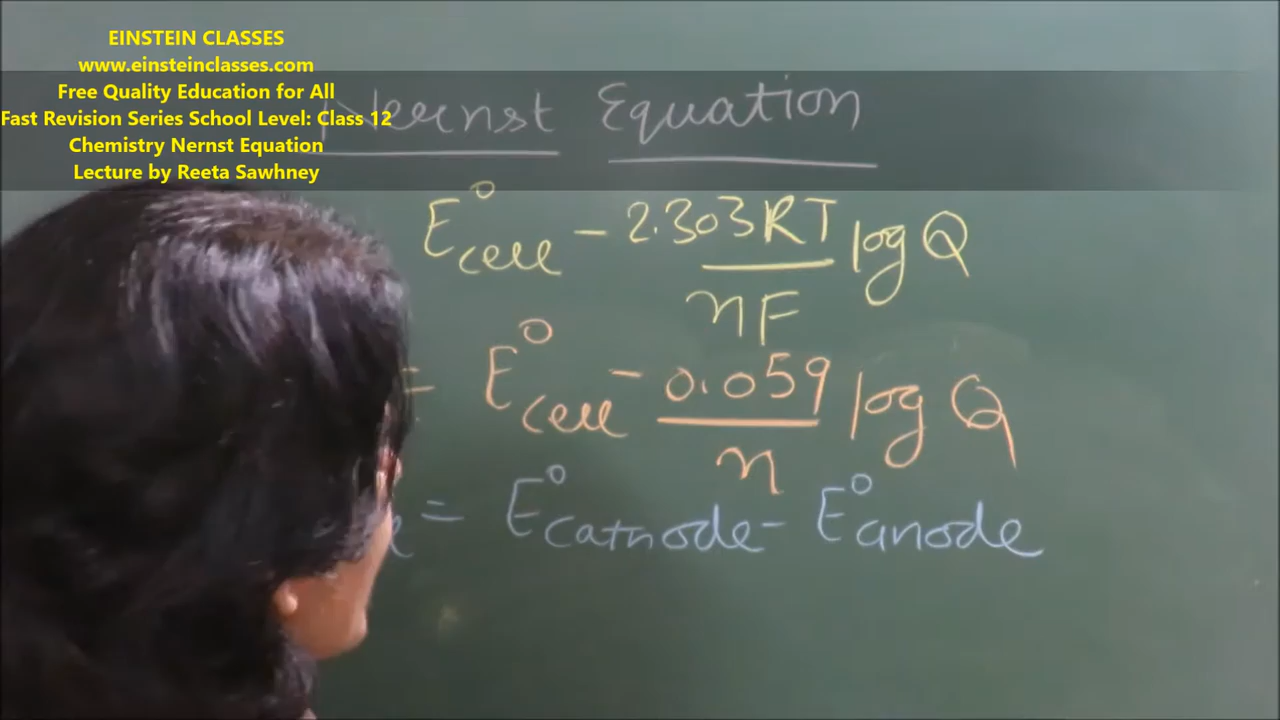 EINSTEIN CLASSES
www.einsteinclasses.com
Free Quality Education for All
Fast Revision Series School Level: Class 12
Chemistry Nernst Equation
Lecture by Reeta Sawhney
Nernst Equation
E°cell - 2.303RT/nF log Q
= E°cell - 0.059/n log Q
= E°cathode - E°anode